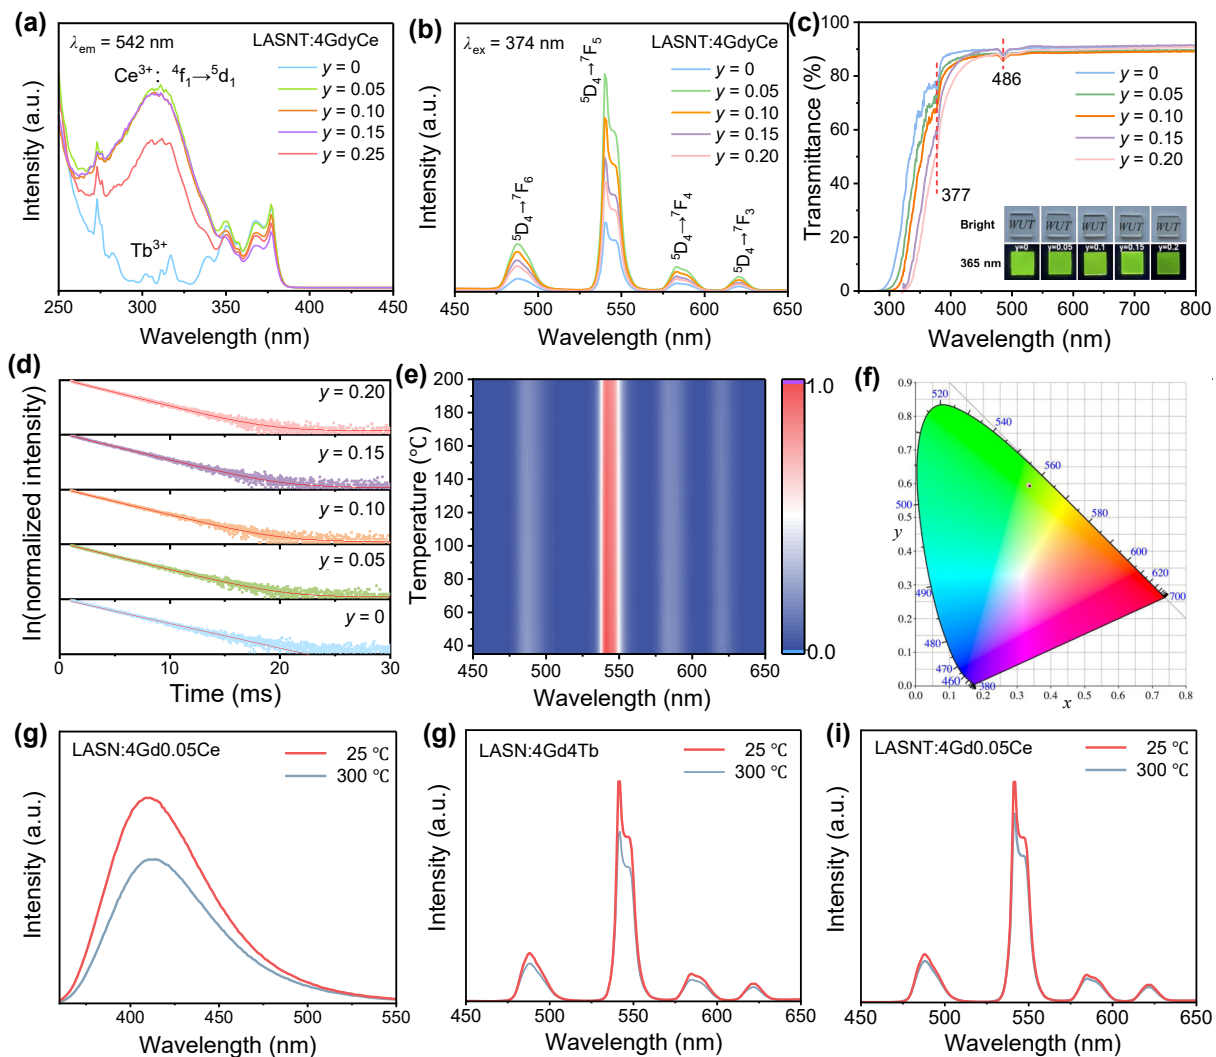 (a)
λem = 542 nm
LASNT:4GdyCe
Ce³⁺: ⁴f₁→⁵d₁
y = 0
y = 0.05
y = 0.10
y = 0.15
y = 0.25
Tb³⁺
Intensity (a.u.)
250 300 350 400 450
Wavelength (nm)
(b)
λex = 374 nm
LASNT:4GdyCe
⁵D₄→⁷F₅
y = 0
y = 0.05
y = 0.10
y = 0.15
y = 0.20
⁵D₄→⁷F₆
⁵D₄→⁷F₄
⁵D₄→⁷F₃
Intensity (a.u.)
450 500 550 600 650
Wavelength (nm)
(c)
100
80
60
40
20
0
Transmittance (%)
486
y = 0
y = 0.05
y = 0.10
y = 0.15
y = 0.20
377
Bright
WUT WUT WUT WUT WUT
365 nm
y=0 y=0.05 y=0.1 y=0.15 y=0.2
300 400 500 600 700 800
Wavelength (nm)
(d)
y = 0.20
y = 0.15
y = 0.10
y = 0.05
y = 0
ln(normalized intensity)
0 10 20 30
Time (ms)
(e)
200
180
160
140
120
100
80
60
40
Temperature (℃)
1.0
0.0
450 500 550 600 650
Wavelength (nm)
(f)
0.9
0.8
0.7
0.6
0.5
0.4
0.3
0.2
0.1
0.0
y
520
540
560
500
580
600
620
490
700
480
470
460
380
0.0 0.1 0.2 0.3 0.4 0.5 0.6 0.7 0.8
x
(g)
LASN:4Gd0.05Ce
25 ℃
300 ℃
Intensity (a.u.)
400 450 500 550
Wavelength (nm)
(g)
LASN:4Gd4Tb
25 ℃
300 ℃
Intensity (a.u.)
450 500 550 600 650
Wavelength (nm)
(i)
LASNT:4Gd0.05Ce
25 ℃
300 ℃
Intensity (a.u.)
450 500 550 600 650
Wavelength (nm)